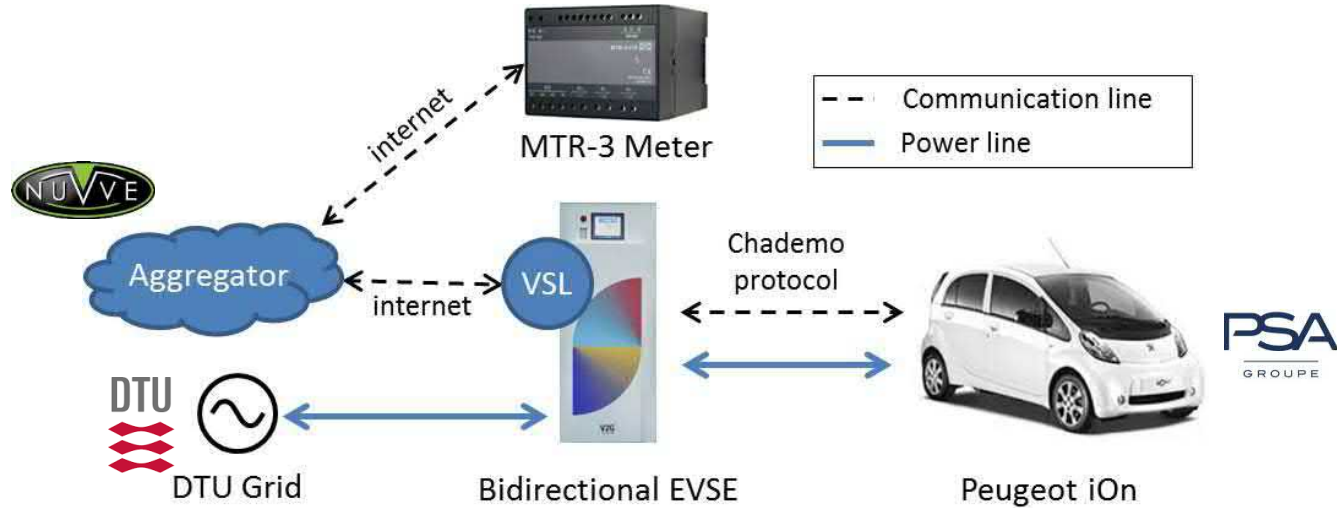 MTR-3 Meter
internet
Communication line
Power line
NUVVE
Aggregator
internet
VSL
Chademo
protocol
PSA
GROUPE
DTU
V2G
DTU Grid
Bidirectional EVSE
Peugeot iOn